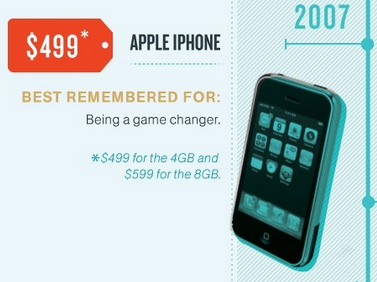 2007
$499*
APPLE IPHONE
BEST REMEMBERED FOR:
Being a game changer.
*$499 for the 4GB and
$599 for the 8GB.